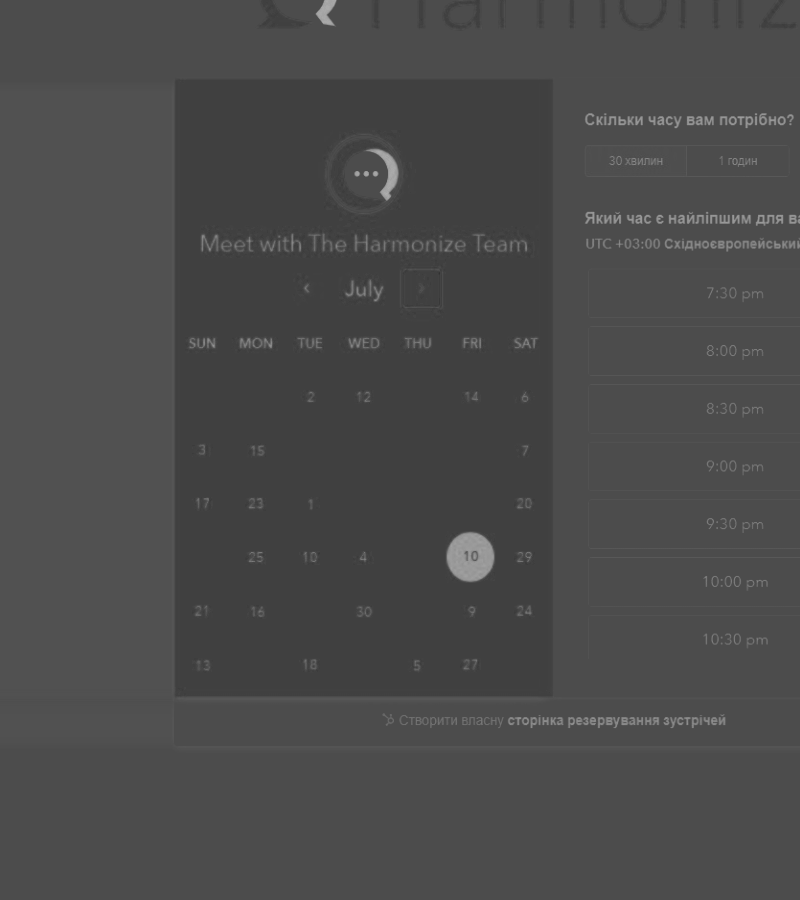 Harmoniz
Meet with The Harmonize Team
July
SUN MON TUE WED THU FRI SAT
2 12 14 6
3 15 7
17 23 1 20
25 10 4 10 29
21 16 30 9 24
13 18 5 27
Скільки часу вам потрібно?
30 хвилин 1 годин
Який час є найліпшим для ва
UTC +03:00 Східноєвропейський
7:30 pm
8:00 pm
8:30 pm
9:00 pm
9:30 pm
10:00 pm
10:30 pm
Створити власну сторінка резервування зустрічей